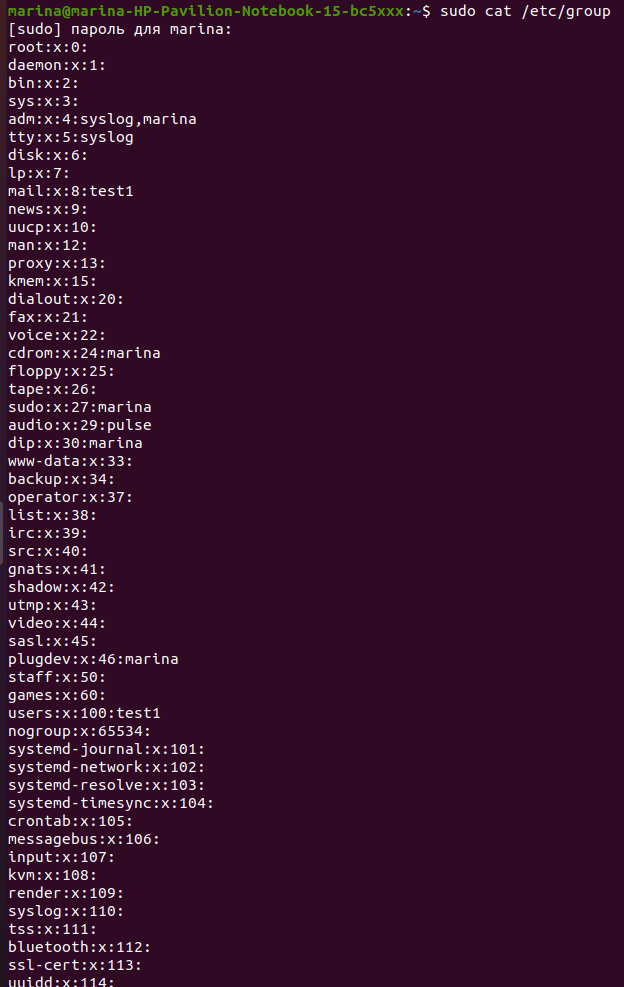 marina@marina-HP-Pavilion-Notebook-15-bc5xxx:~$ sudo cat /etc/group
[sudo] пароль для marina:
root:x:0:
daemon:x:1:
bin:x:2:
sys:x:3:
adm:x:4:syslog,marina
tty:x:5:syslog
disk:x:6:
lp:x:7:
mail:x:8:test1
news:x:9:
uucp:x:10:
man:x:12:
proxy:x:13:
kmem:x:15:
dialout:x:20:
fax:x:21:
voice:x:22:
cdrom:x:24:marina
floppy:x:25:
tape:x:26:
sudo:x:27:marina
audio:x:29:pulse
dip:x:30:marina
www-data:x:33:
backup:x:34:
operator:x:37:
list:x:38:
irc:x:39:
src:x:40:
gnats:x:41:
shadow:x:42:
utmp:x:43:
video:x:44:
sasl:x:45:
plugdev:x:46:marina
staff:x:50:
games:x:60:
users:x:100:test1
nogroup:x:65534:
systemd-journal:x:101:
systemd-network:x:102:
systemd-resolve:x:103:
systemd-timesync:x:104:
crontab:x:105:
messagebus:x:106:
input:x:107:
kvm:x:108:
render:x:109:
syslog:x:110:
tss:x:111:
bluetooth:x:112:
ssl-cert:x:113:
uuidd:x:114: